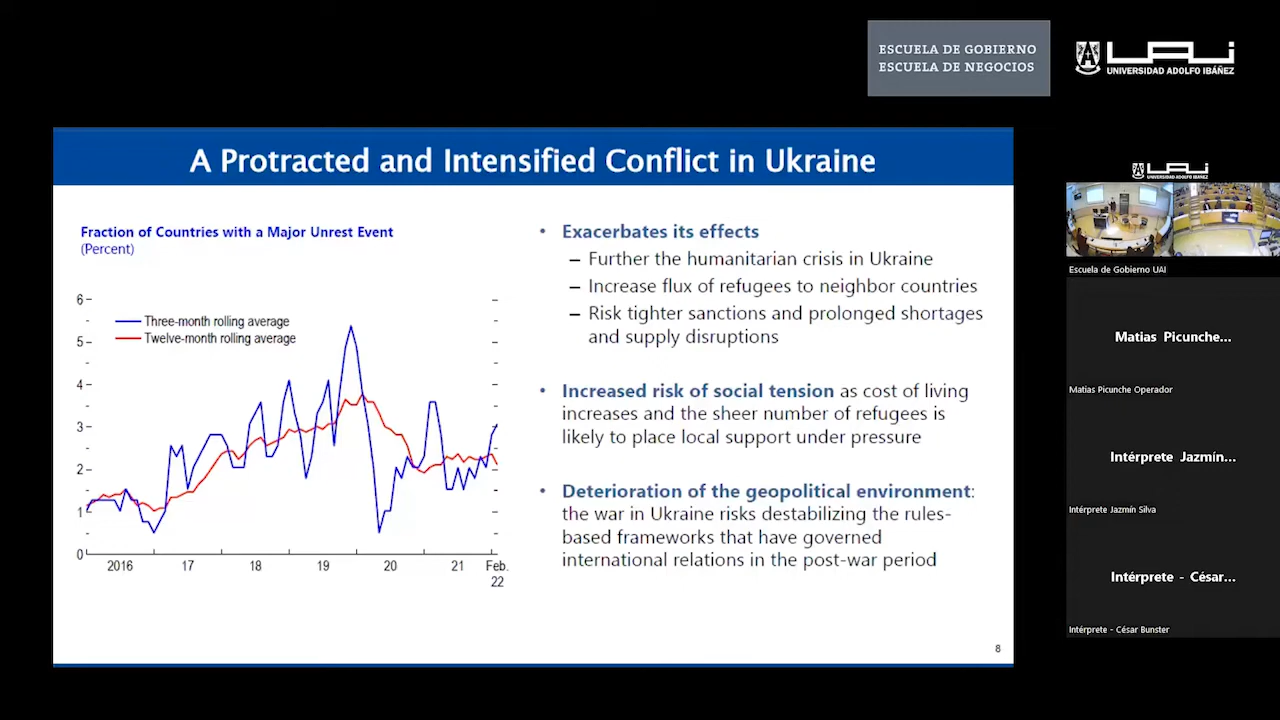 ESCUELA DE GOBIERNO
ESCUELA DE NEGOCIOS
UAI
UNIVERSIDAD ADOLFO IBÁÑEZ
A Protracted and Intensified Conflict in Ukraine
Fraction of Countries with a Major Unrest Event
(Percent)
6
5
4
3
2
1
0
Three-month rolling average
Twelve-month rolling average
2016 17 18 19 20 21 Feb.
22
• Exacerbates its effects
– Further the humanitarian crisis in Ukraine
– Increase flux of refugees to neighbor countries
– Risk tighter sanctions and prolonged shortages
and supply disruptions
• Increased risk of social tension as cost of living
increases and the sheer number of refugees is
likely to place local support under pressure
• Deterioration of the geopolitical environment:
the war in Ukraine risks destabilizing the rules-
based frameworks that have governed
international relations in the post-war period
8
UAI
UNIVERSIDAD ADOLFO IBÁÑEZ
Escuela de Gobierno UAI
Matias Picunche...
Matias Picunche Operador
Intérprete Jazmín...
Intérprete Jazmín Silva
Intérprete - César...
Intérprete - César Bunster